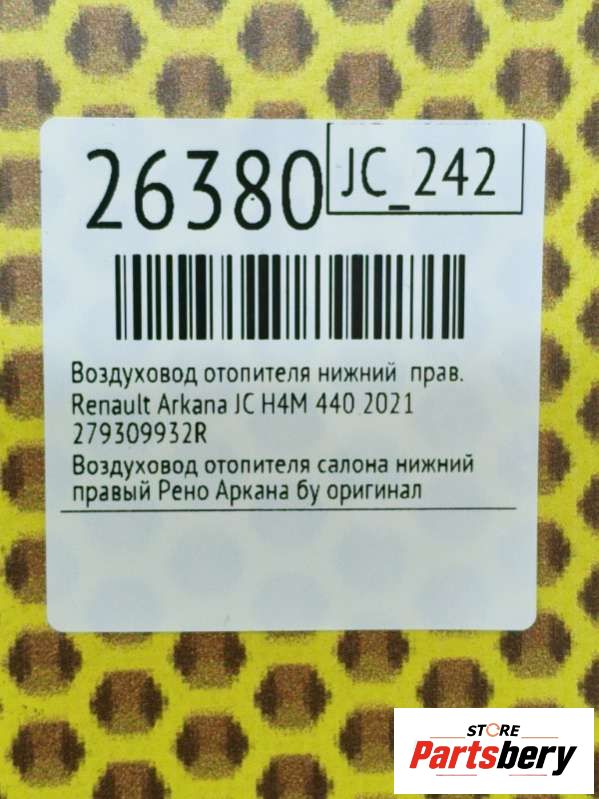 26380
JC_242
Воздуховод отопителя нижний прав.
Renault Arkana JC H4M 440 2021
279309932R
Воздуховод отопителя салона нижний
правый Рено Аркана бу оригинал
STORE
Partsbery